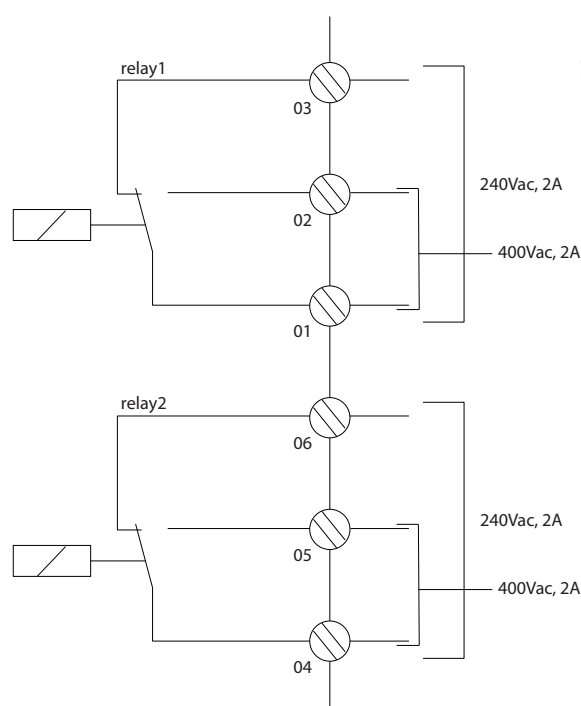 relay1
03
240Vac, 2A
02
400Vac, 2A
01
relay2
06
240Vac, 2A
05
400Vac, 2A
04